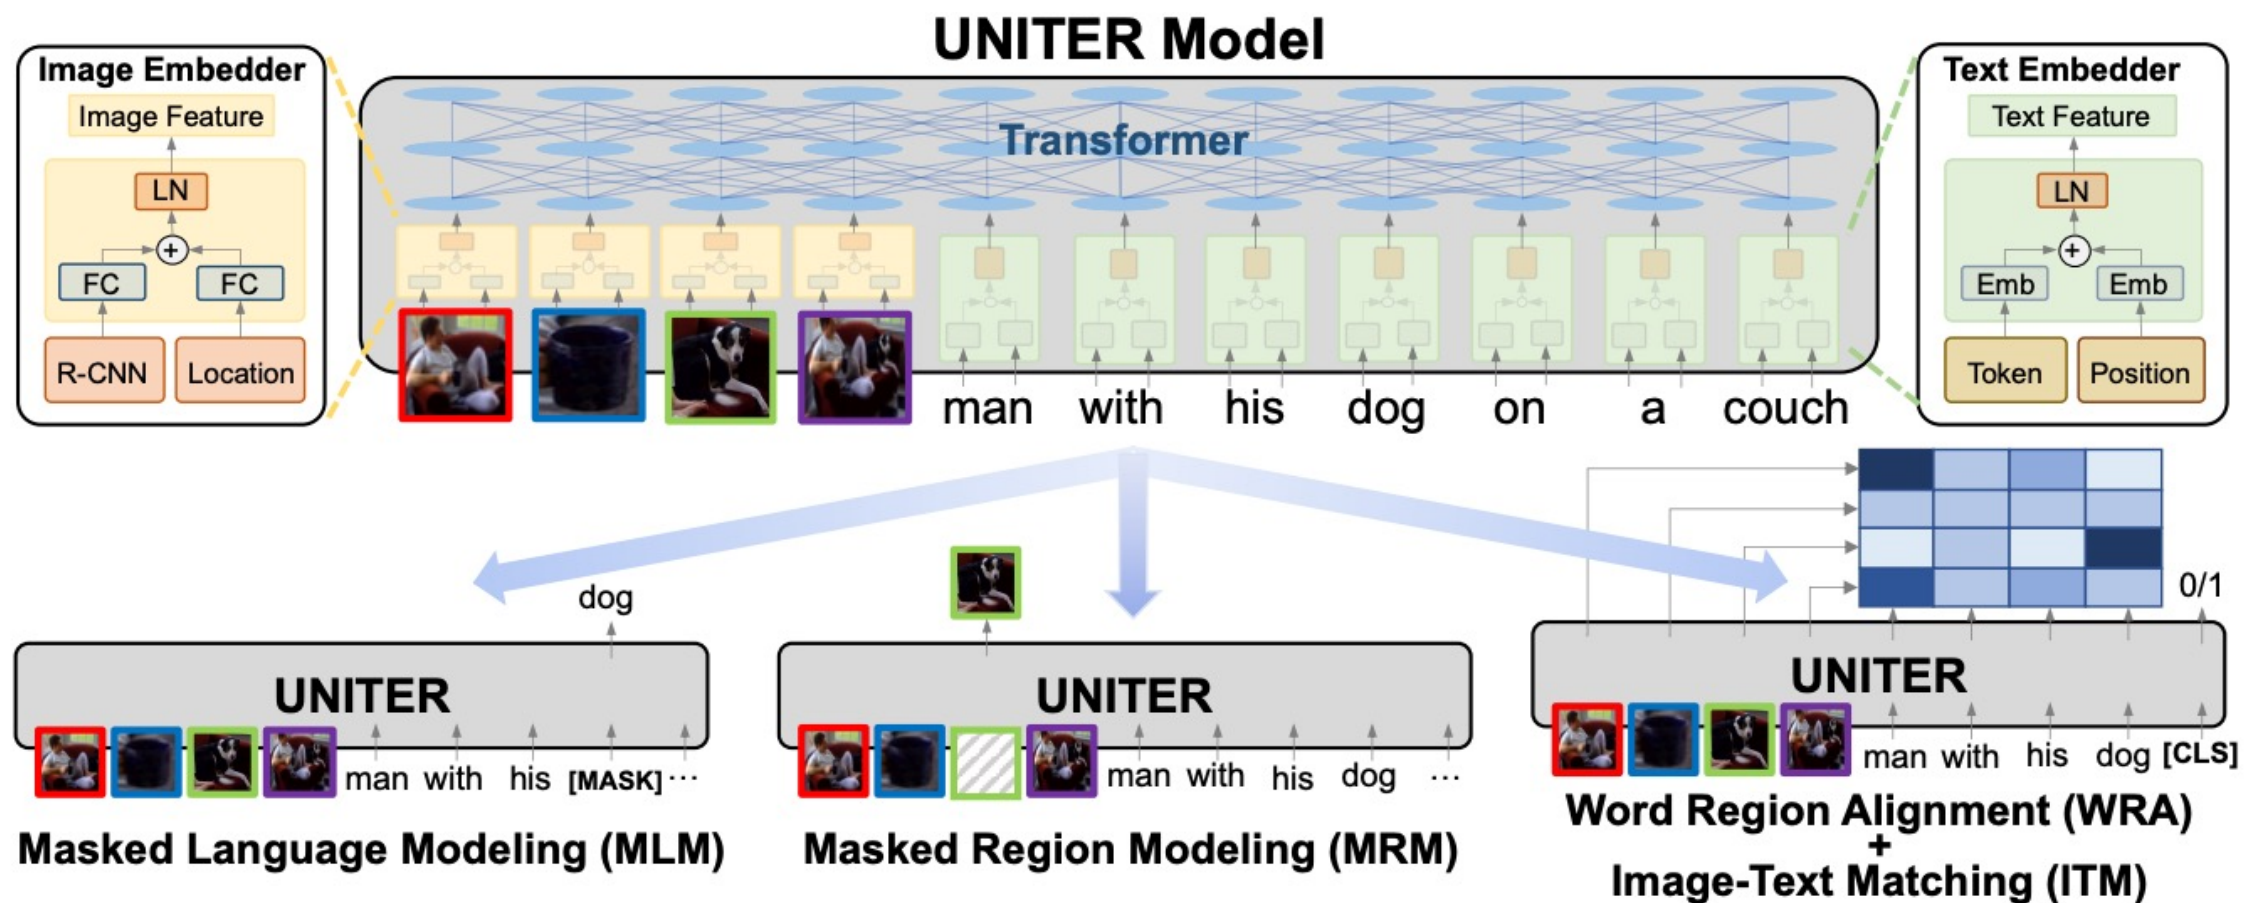 UNITER Model
Image Embedder
Image Feature
LN
+
FC FC
R-CNN Location
Transformer
man with his dog on a couch
Text Embedder
Text Feature
LN
+
Emb Emb
Token Position
dog
UNITER
man with his [MASK] ...
Masked Language Modeling (MLM)
UNITER
man with his dog ...
Masked Region Modeling (MRM)
0/1
UNITER
man with his dog [CLS]
Word Region Alignment (WRA)
+
Image-Text Matching (ITM)